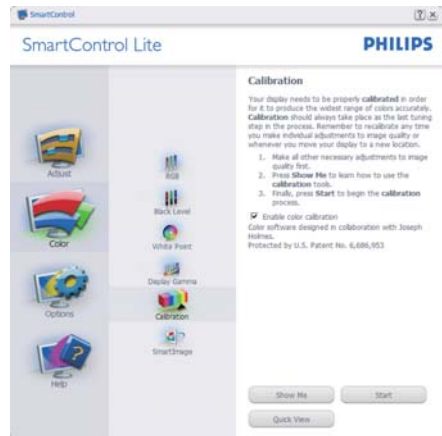 SmartControl
SmartControl Lite
PHILIPS
Adjust
Color
Options
Help
RGB
Black Level
White Point
Display Gamma
Calibration
SmartImage
Calibration
Your display needs to be properly calibrated in order
for it to produce the widest range of colors accurately.
Calibration should always take place as the last tuning
step in the process. Remember to recalibrate any time
you make individual adjustments to image quality or
whenever you move your display to a new location.
1. Make all other necessary adjustments to image
quality first.
2. Press Show Me to learn how to use the
calibration tools.
3. Finally, press Start to begin the calibration
process.
Enable color calibration
Color software designed in collaboration with Joseph
Holmes.
Protected by U.S. Patent No. 6,686,953
Show Me
Start
Quick View